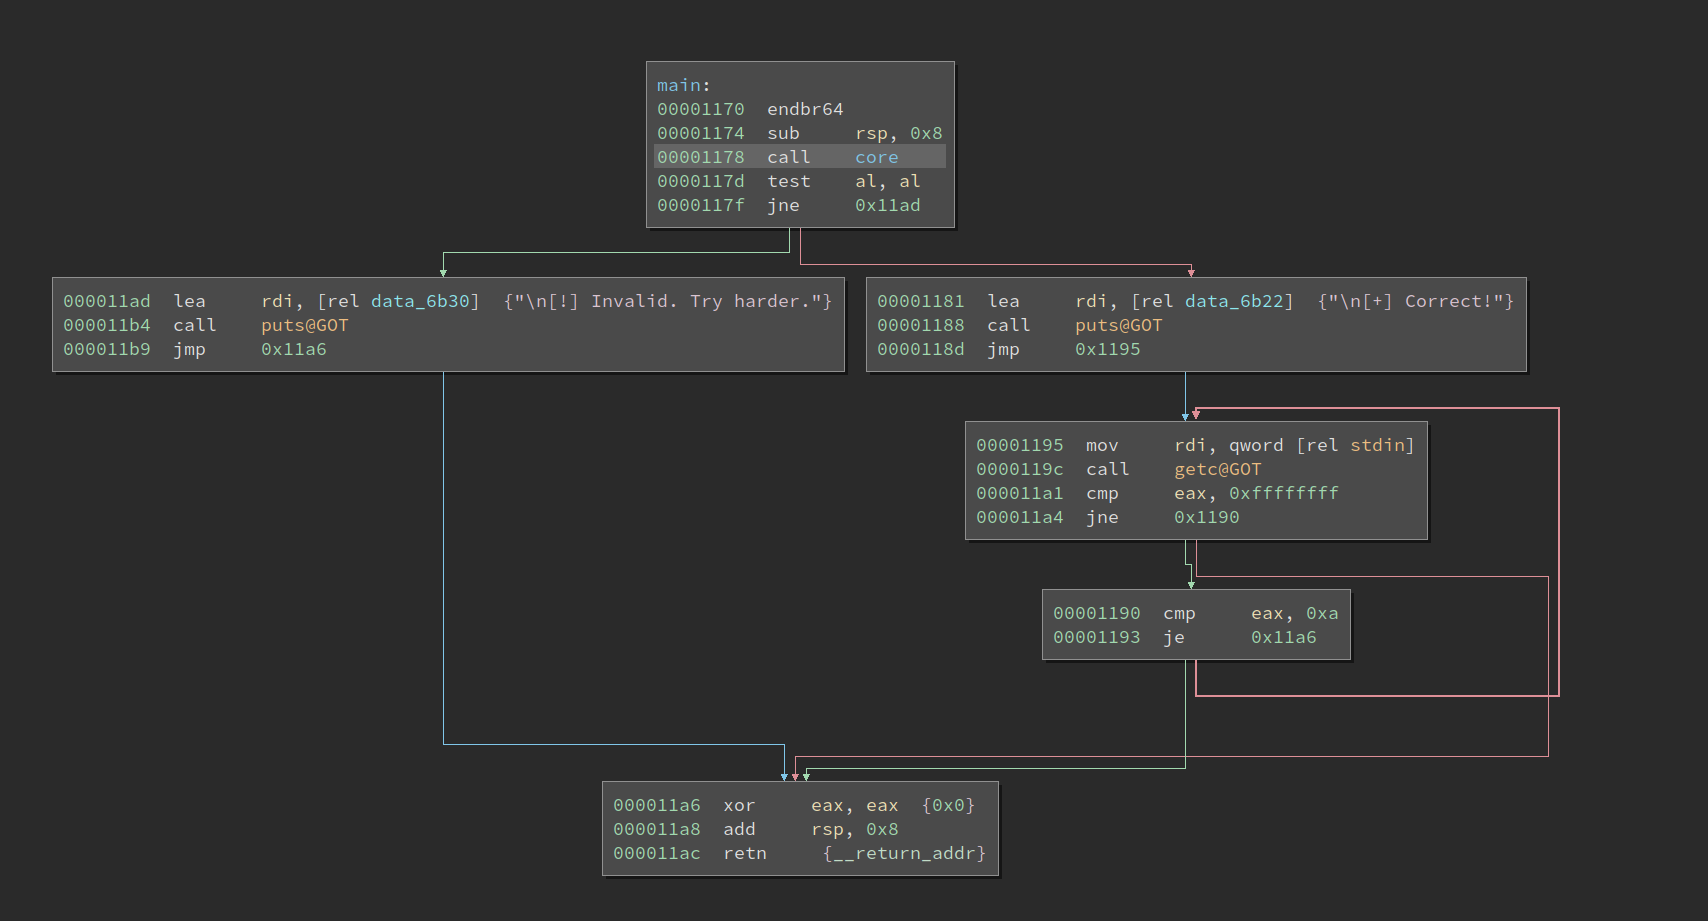 main:
00001170  endbr64
00001174  sub     rsp, 0x8
00001178  call    core
0000117d  test    al, al
0000117f  jne     0x11ad
000011ad  lea     rdi, [rel data_6b30]  {"\n[!] Invalid. Try harder."}
000011b4  call    puts@GOT
000011b9  jmp     0x11a6
00001181  lea     rdi, [rel data_6b22]  {"\n[+] Correct!"}
00001188  call    puts@GOT
0000118d  jmp     0x1195
00001195  mov     rdi, qword [rel stdin]
0000119c  call    getc@GOT
000011a1  cmp     eax, 0xffffffff
000011a4  jne     0x1190
00001190  cmp     eax, 0xa
00001193  je      0x11a6
000011a6  xor     eax, eax  {0x0}
000011a8  add     rsp, 0x8
000011ac  retn     {__return_addr}